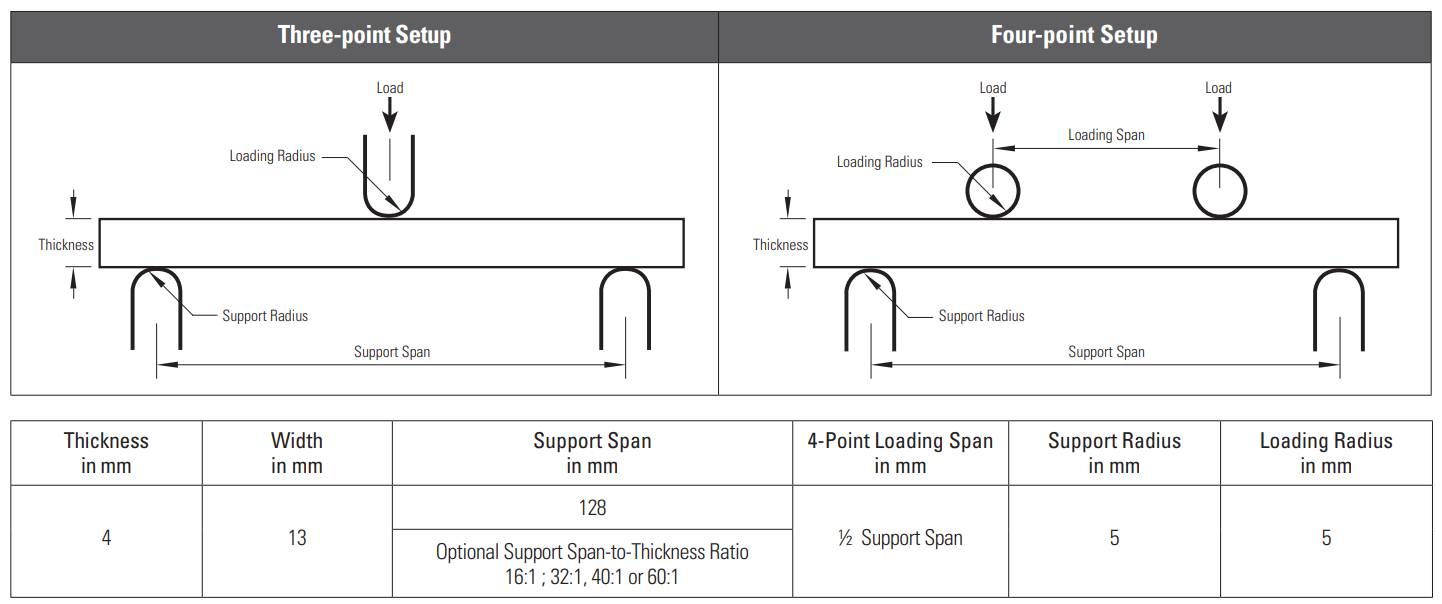 Three-point Setup
Four-point Setup
Load
Loading Radius
Thickness
Support Radius
Support Span
Load
Load
Loading Span
Loading Radius
Thickness
Support Radius
Support Span
Thickness
in mm
Width
in mm
Support Span
in mm
4-Point Loading Span
in mm
Support Radius
in mm
Loading Radius
in mm
4
13
128
Optional Support Span-to-Thickness Ratio
16:1 ; 32:1, 40:1 or 60:1
½ Support Span
5
5